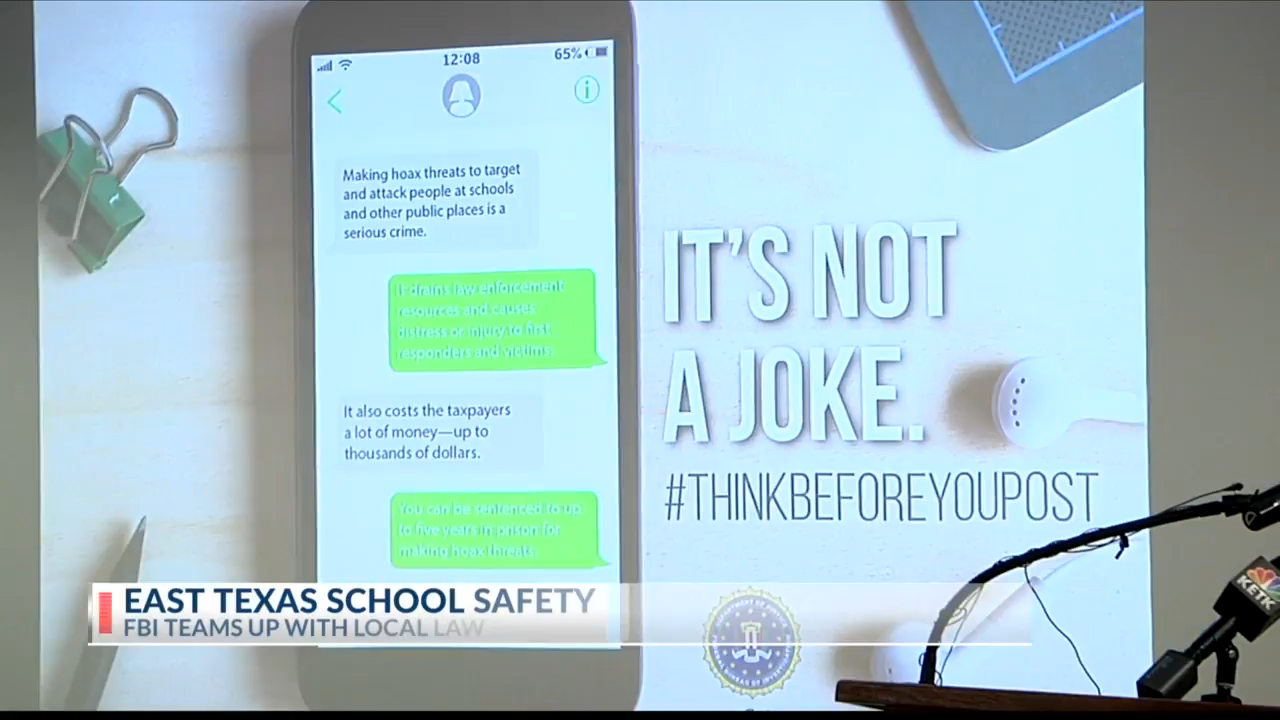 12:08
65%
Making hoax threats to target
and attack people at schools
and other public places is a
serious crime.
It drains law enforcement
resources and causes
distress or injury to first
responders and victims.
It also costs the taxpayers
a lot of money—up to
thousands of dollars.
You can be sentenced to up
to five years in prison for
making hoax threats.
IT'S NOT
A JOKE.
#THINKBEFOREYOUPOST
KETK
EAST TEXAS SCHOOL SAFETY
FBI TEAMS UP WITH LOCAL LAW